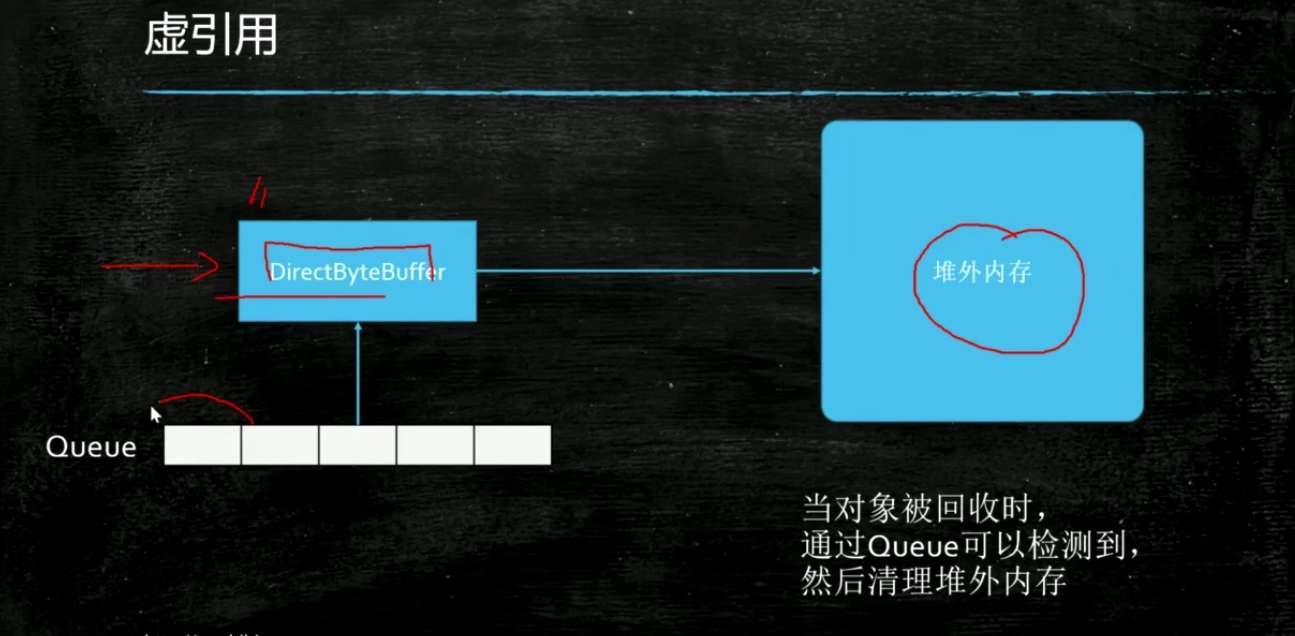 虚引用
DirectByteBuffer
堆外内存
Queue
当对象被回收时，
通过Queue可以检测到，
然后清理堆外内存